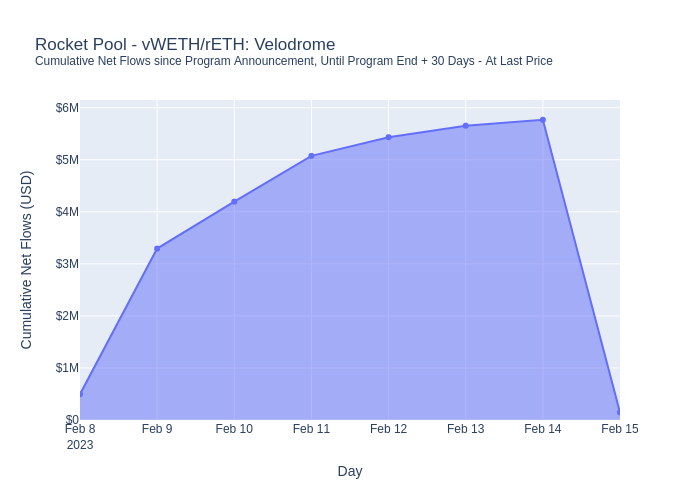 Rocket Pool - vWETH/rETH: Velodrome
Cumulative Net Flows since Program Announcement, Until Program End + 30 Days - At Last Price
Cumulative Net Flows (USD)
$6M
$5M
$4M
$3M
$2M
$1M
$0
Feb 8
2023
Feb 9
Feb 10
Feb 11
Feb 12
Feb 13
Feb 14
Feb 15
Day